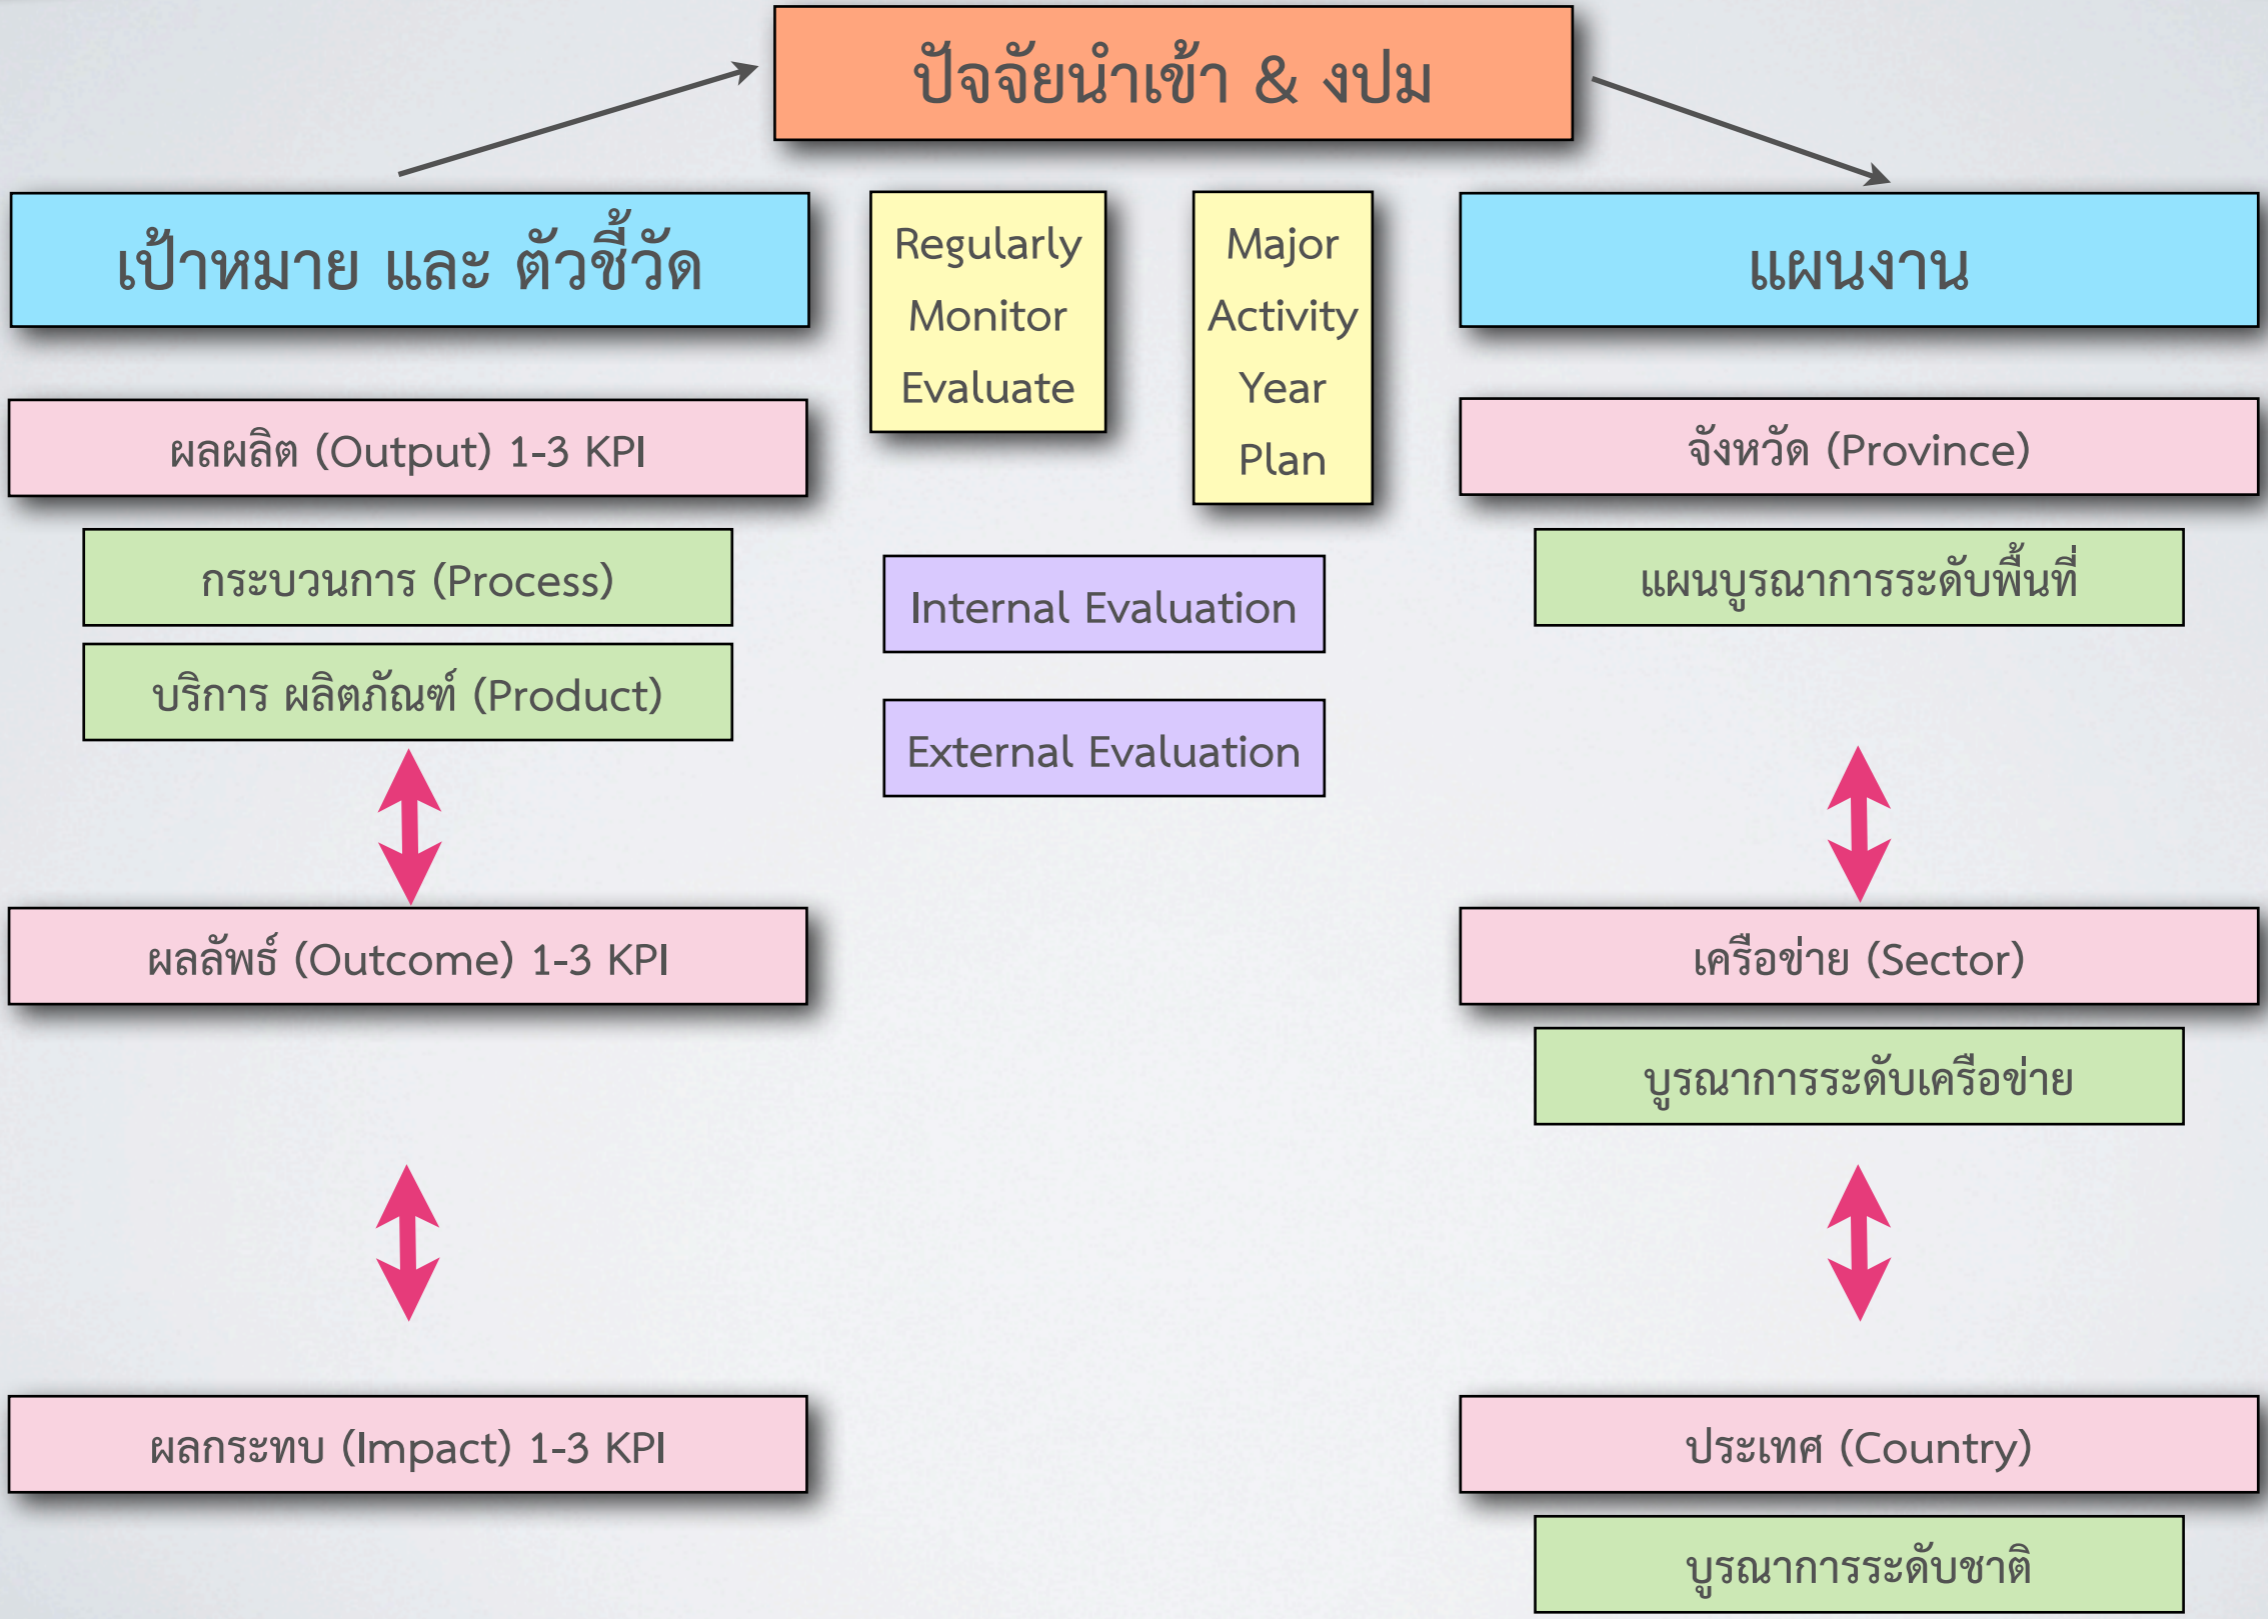 ปัจจัยนำเข้า & งปม
เป้าหมาย และ ตัวชี้วัด
ผลผลิต (Output) 1-3 KPI
กระบวนการ (Process)
บริการ ผลิตภัณฑ์ (Product)
ผลลัพธ์ (Outcome) 1-3 KPI
ผลกระทบ (Impact) 1-3 KPI
Regularly
Monitor
Evaluate
Major
Activity
Year
Plan
Internal Evaluation
External Evaluation
แผนงาน
จังหวัด (Province)
แผนบูรณาการระดับพื้นที่
เครือข่าย (Sector)
บูรณาการระดับเครือข่าย
ประเทศ (Country)
บูรณาการระดับชาติ